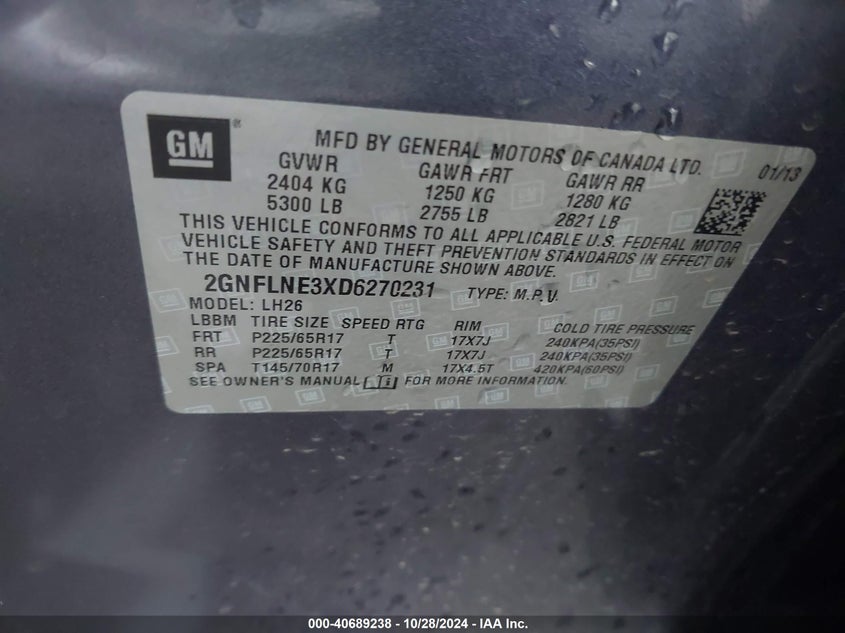 GM ®
MFD BY GENERAL MOTORS OF CANADA LTD.
01/13
GVWR GAWR FRT GAWR RR
2404 KG 1250 KG 1280 KG
5300 LB 2755 LB 2821 LB
THIS VEHICLE CONFORMS TO ALL APPLICABLE U.S. FEDERAL MOTOR
VEHICLE SAFETY AND THEFT PREVENTION STANDARDS IN EFFECT ON
THE DATE OF MANUFACTURE SHOWN ABOVE.
2GNFLNE3XD6270231 TYPE: M.P.V.
MODEL: LH26
LBBM TIRE SIZE SPEED RTG RIM COLD TIRE PRESSURE
FRT P225/65R17 T 17X7J 240KPA(35PSI)
RR P225/65R17 T 17X7J 240KPA(35PSI)
SPA T145/70R17 M 17X4.5T 420KPA(60PSI)
SEE OWNER'S MANUAL FOR MORE INFORMATION.
000-40689238 - 10/28/2024 - IAA Inc.